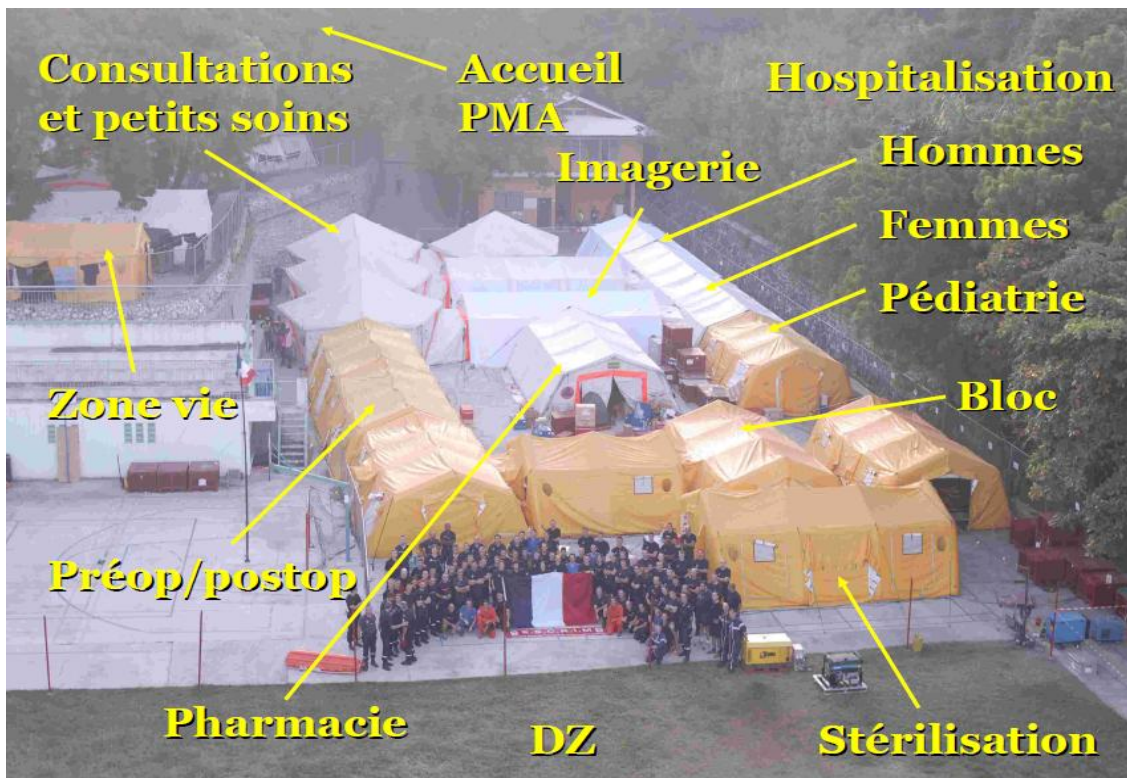 Consultations
et petits soins
Accueil
PMA
Hospitalisation
Imagerie
Hommes
Femmes
Pédiatrie
Zone vie
Bloc
Préop/postop
Pharmacie
DZ
Stérilisation